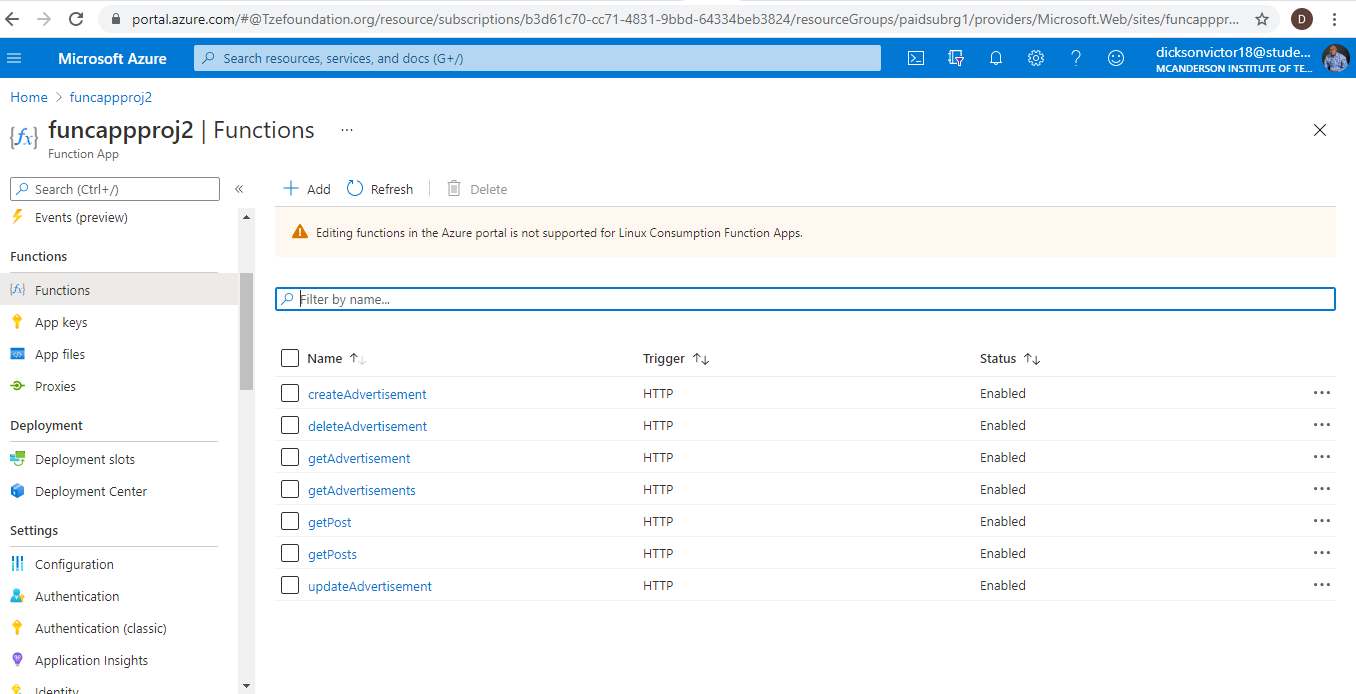 portal.azure.com/#@Tzefoundation.org/resource/subscriptions/b3d61c70-cc71-4831-9bbd-64334beb3824/resourceGroups/paidsubrg1/providers/Microsoft.Web/sites/funcapppr...
D
Microsoft Azure
Search resources, services, and docs (G+/)
dicksonvictor18@stude...
MCANDERSON INSTITUTE OF TE...
Home > funcappproj2
funcappproj2 | Functions ...
Function App
Search (Ctrl+/)
«
Add
Refresh
Delete
Events (preview)
Editing functions in the Azure portal is not supported for Linux Consumption Function Apps.
Functions
Functions
App keys
App files
Proxies
Deployment
Deployment slots
Deployment Center
Settings
Configuration
Authentication
Authentication (classic)
Application Insights
Identity
Filter by name...
Name ↑↓ Trigger ↑↓ Status ↑↓
createAdvertisement HTTP Enabled ...
deleteAdvertisement HTTP Enabled ...
getAdvertisement HTTP Enabled ...
getAdvertisements HTTP Enabled ...
getPost HTTP Enabled ...
getPosts HTTP Enabled ...
updateAdvertisement HTTP Enabled ...